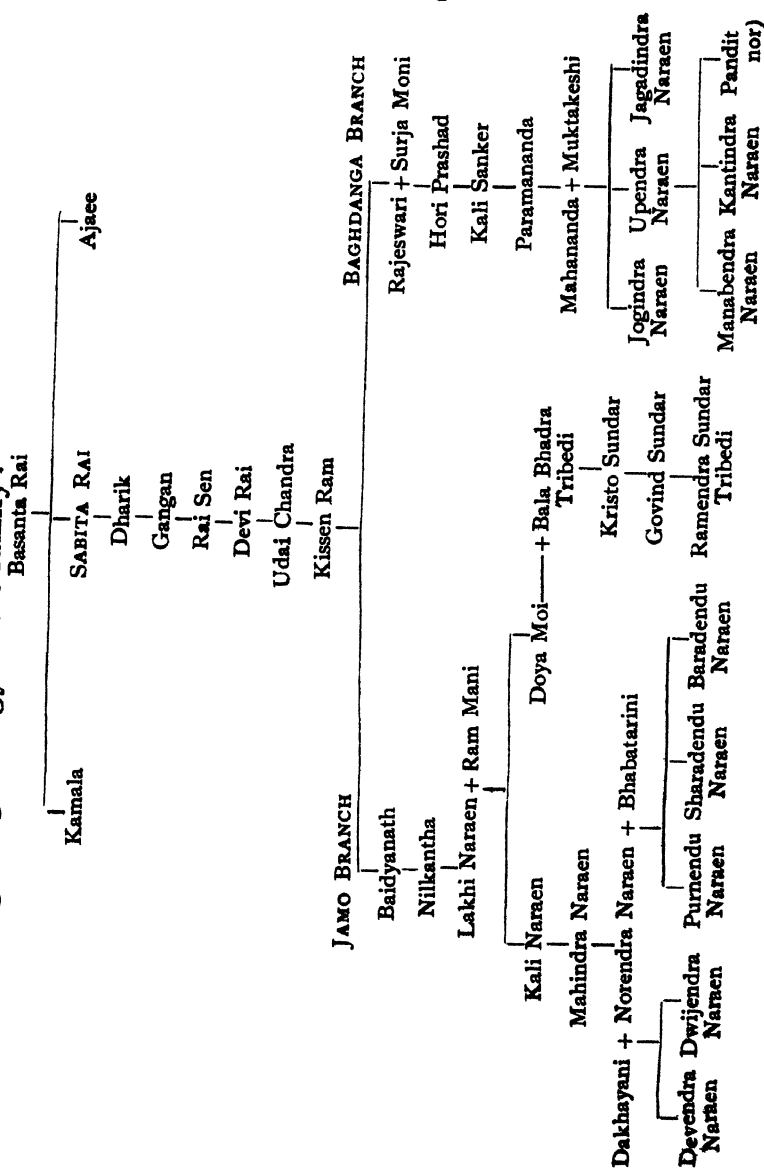 Basanta Rai
Kamala SABITA RAI Ajaee
Dharik
Gangan
Rai Sen
Devi Rai
Udai Chandra
Kissen Ram
JAMO BRANCH BAGHDANGA BRANCH
Baidyanath Rajeswari + Surja Moni
Nilkantha Hori Prashad
Lakhi Naraen + Ram Mani Kali Sanker
Kali Naraen Doya Moi + Bala Bhadra Paramananda
Tribedi
Mahindra Naraen Kristo Sundar Mahananda + Muktakeshi
Dakhayani + Norendra Naraen + Bhabatarini Govind Sundar Jogindra Upendra Jagadindra
Naraen Naraen Naraen
Devendra Dwijendra Purnendu Sharadendu Baradendu Ramendra Sundar Manabendra Kantindra Pandit
Naraen Naraen Naraen Naraen Naraen Tribedi Naraen Naraen nor)